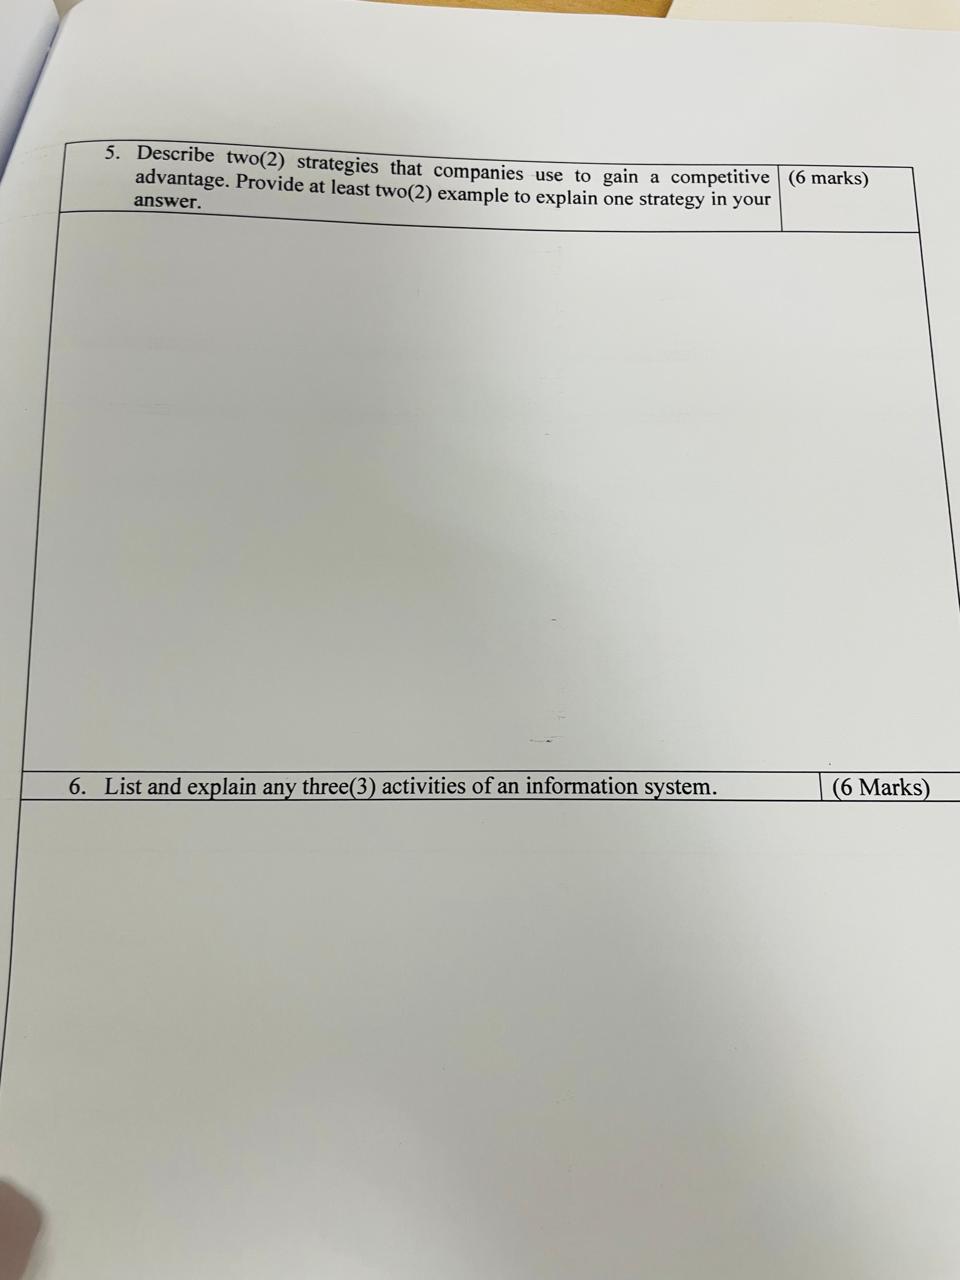 5. Describe two(2) strategies that companies use to gain a competitive
advantage. Provide at least two(2) example to explain one strategy in your
answer.
(6 marks)
6. List and explain any three(3) activities of an information system.
(6 Marks)